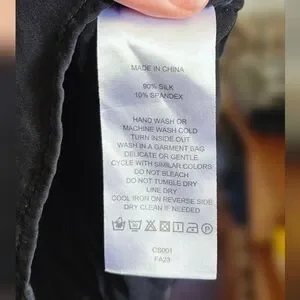 MADE IN CHINA
90% SILK
10% SPANDEX
HAND WASH OR
MACHINE WASH COLD
TURN INSIDE OUT
WASH IN A GARMENT BAG
DELICATE OR GENTLE
CYCLE WITH SIMILAR COLORS
DO NOT BLEACH
DO NOT TUMBLE DRY
LINE DRY
COOL IRON ON REVERSE SIDE
DRY CLEAN IF NEEDED
CS001
FA23